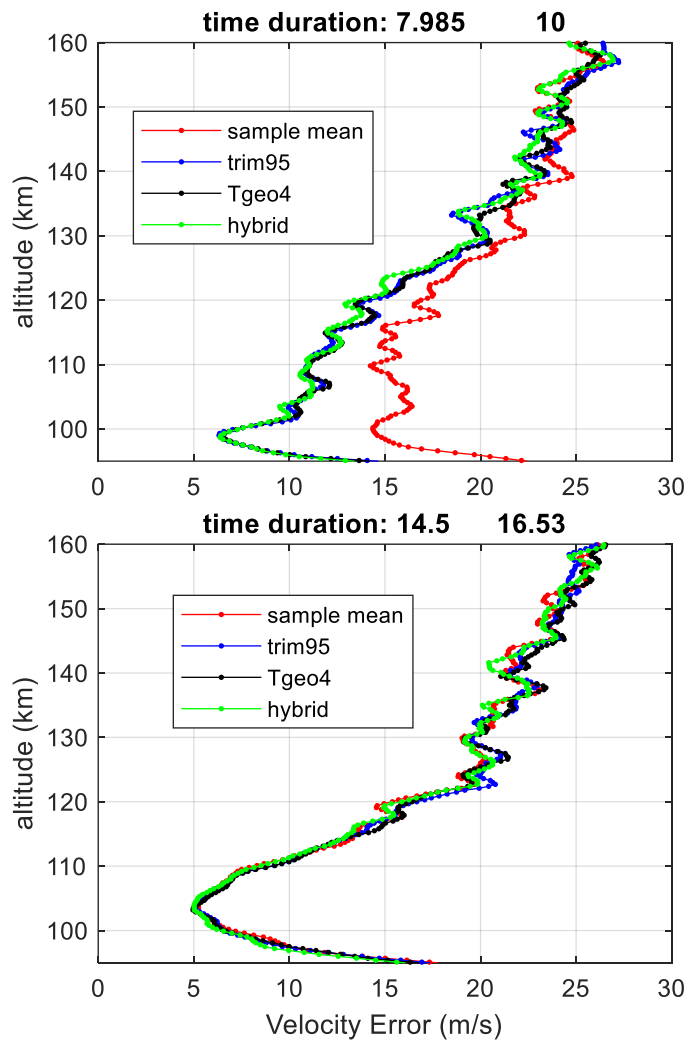 time duration: 7.985 10
160
150
140
130
120
110
100
altitude (km)
sample mean
trim95
Tgeo4
hybrid
0 5 10 15 20 25 30
time duration: 14.5 16.53
160
150
140
130
120
110
100
altitude (km)
sample mean
trim95
Tgeo4
hybrid
0 5 10 15 20 25 30
Velocity Error (m/s)